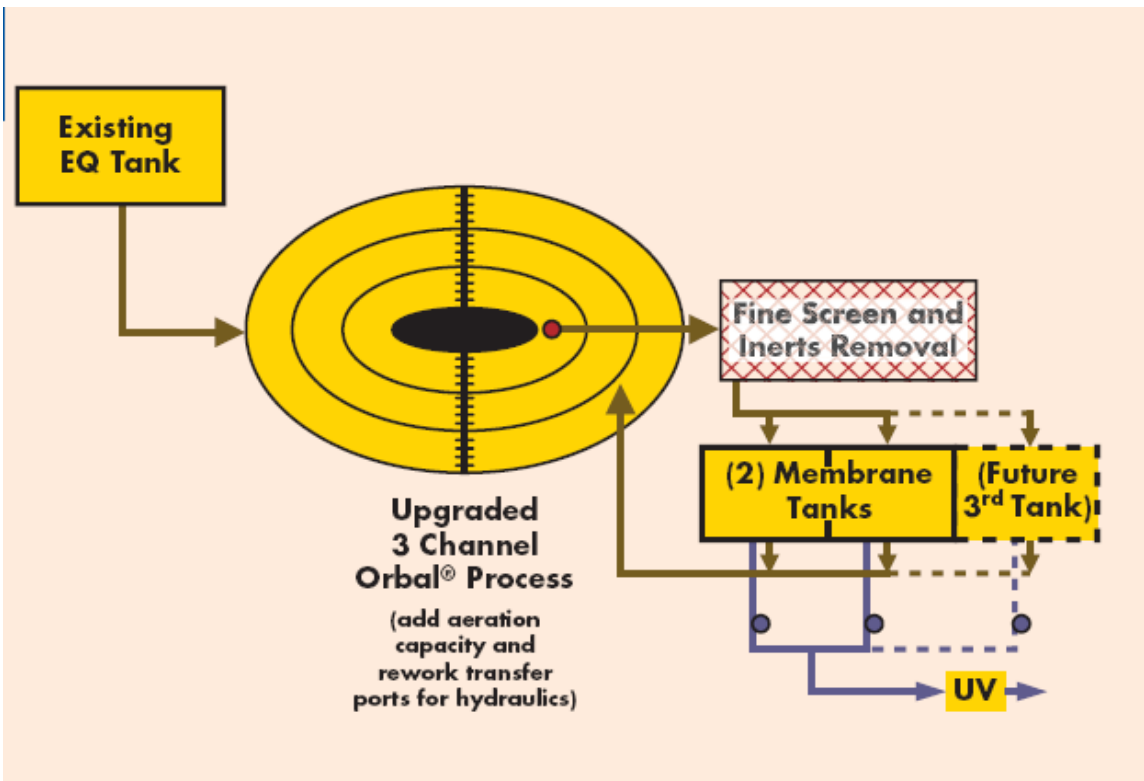 Existing
EQ Tank
Fine Screen and
Inerts Removal
(2) Membrane
Tanks
(Future
3rd Tank)
Upgraded
3 Channel
Orbal® Process
(add aeration
capacity and
rework transfer
ports for hydraulics)
UV